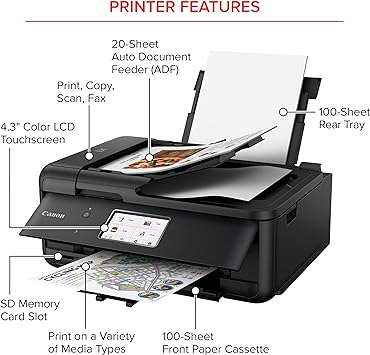 PRINTER FEATURES
20-Sheet
Auto Document
Feeder (ADF)
Print, Copy,
Scan, Fax
100-Sheet
Rear Tray
4.3" Color LCD
Touchscreen
Canon
SD Memory
Card Slot
Print on a Variety
of Media Types
100-Sheet
Front Paper Cassette